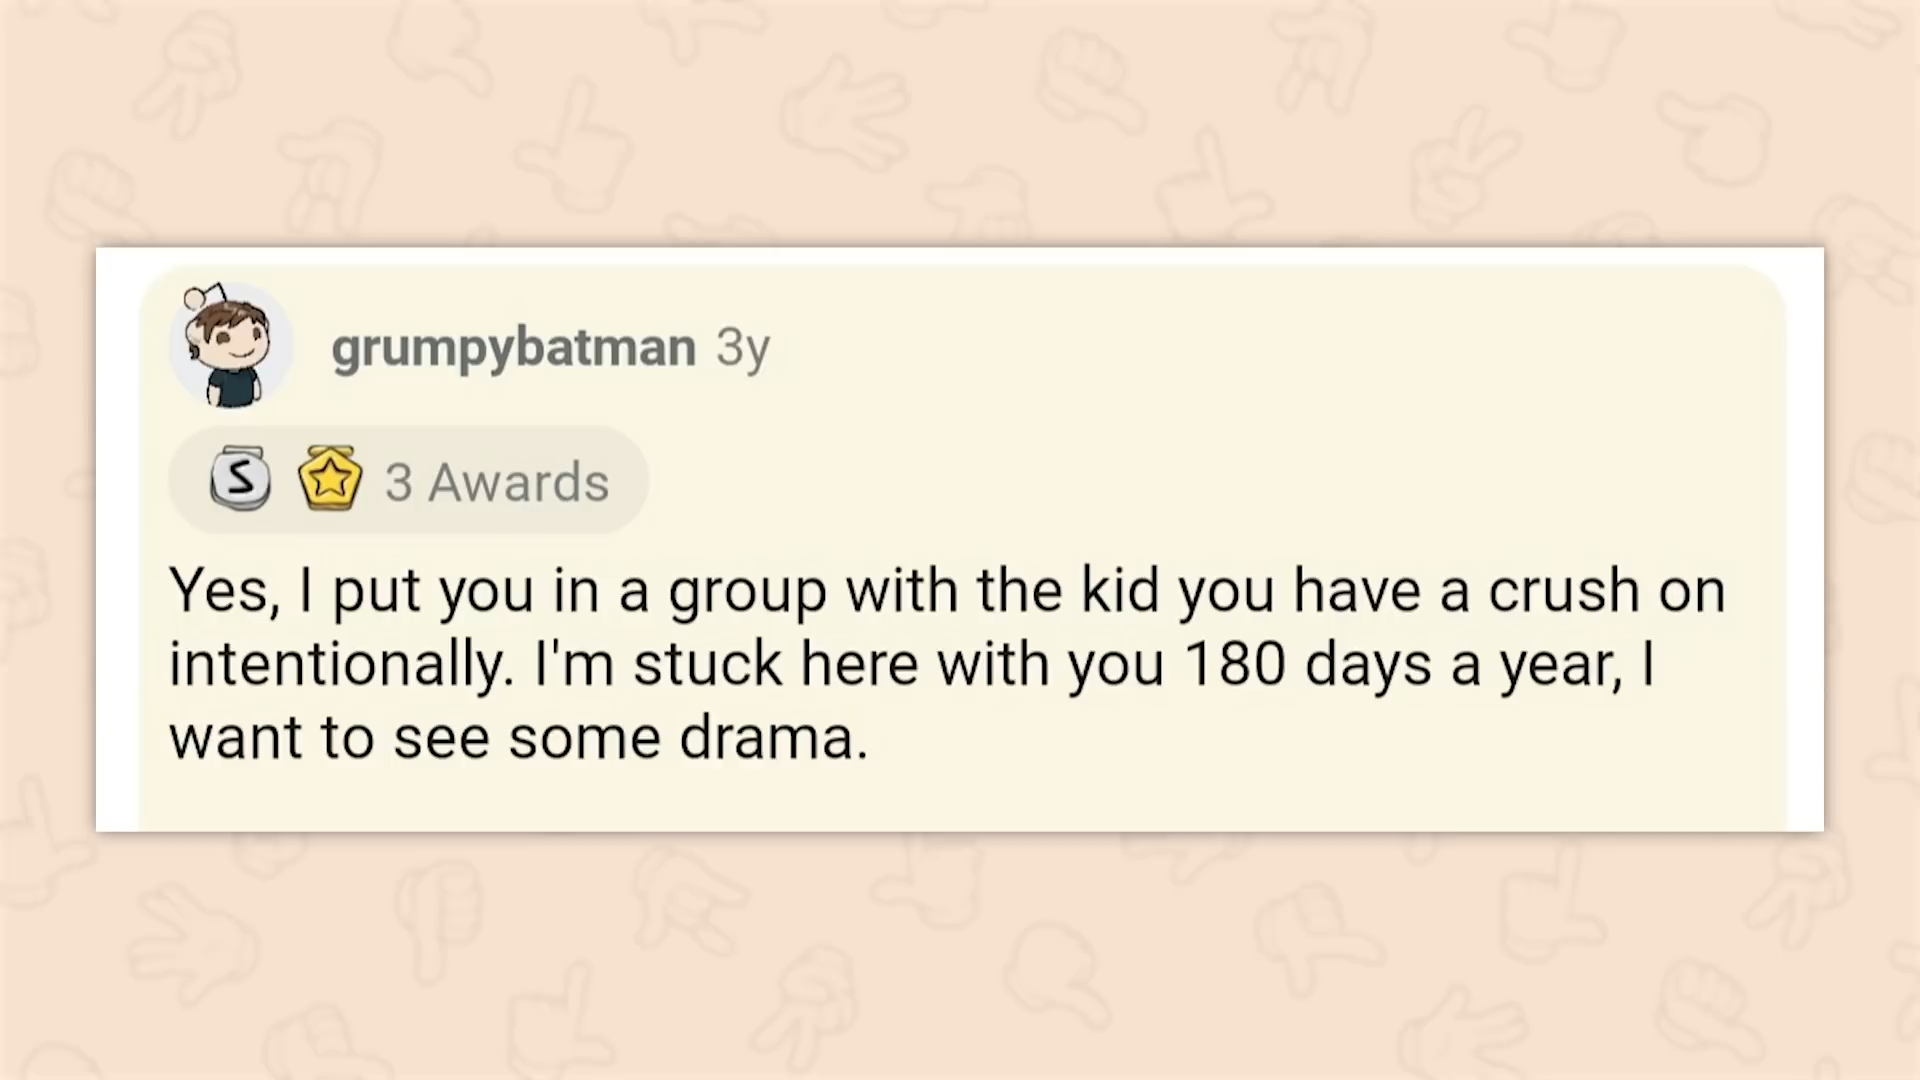 grumpybatman 3y
S 3 Awards
Yes, I put you in a group with the kid you have a crush on
intentionally. I'm stuck here with you 180 days a year, I
want to see some drama.